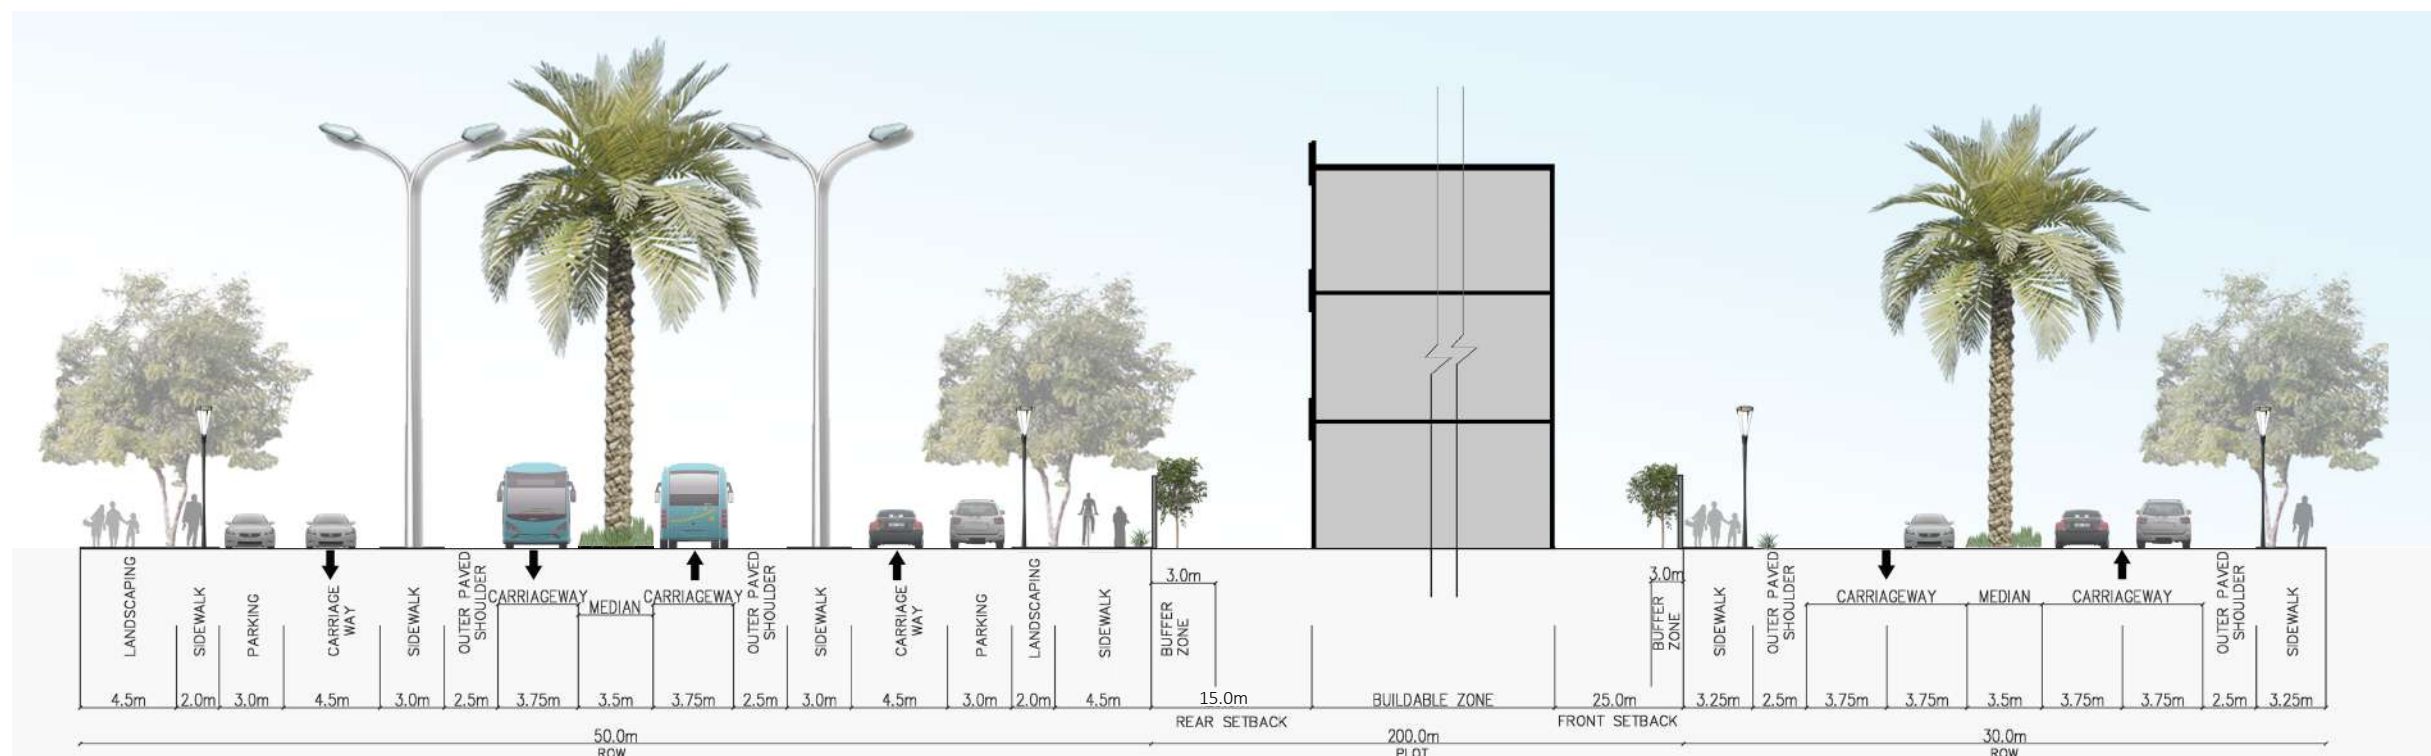 LANDSCAPING
SIDEWALK
PARKING
CARRIAGE
WAY
SIDEWALK
OUTER PAVED
SHOULDER
CARRIAGEWAY
MEDIAN
CARRIAGEWAY
OUTER PAVED
SHOULDER
SIDEWALK
CARRIAGE
WAY
PARKING
LANDSCAPING
SIDEWALK
3.0m
BUFFER
ZONE
3.0m
BUFFER
ZONE
SIDEWALK
OUTER PAVED
SHOULDER
CARRIAGEWAY
MEDIAN
CARRIAGEWAY
OUTER PAVED
SHOULDER
SIDEWALK
4.5m 2.0m 3.0m 4.5m 3.0m 2.5m 3.75m 3.5m 3.75m 2.5m 3.0m 4.5m 3.0m 2.0m 4.5m 15.0m BUILDABLE ZONE 25.0m 3.25m 2.5m 3.75m 3.75m 3.5m 3.75m 3.75m 2.5m 3.25m
REAR SETBACK FRONT SETBACK
50.0m 200.0m 30.0m
ROW PLOT ROW